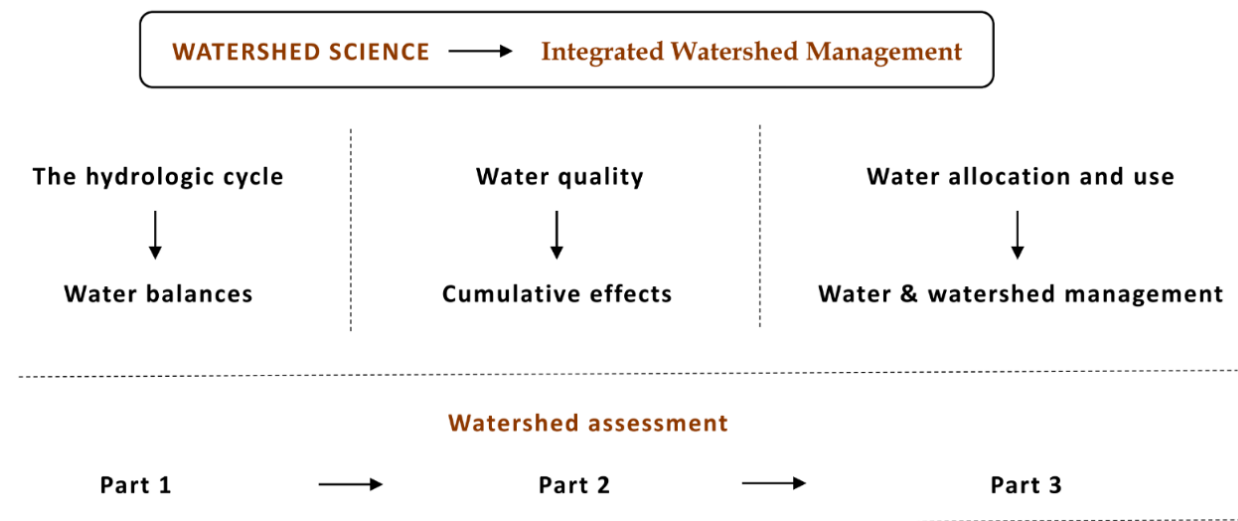 WATERSHED SCIENCE Integrated Watershed Management
The hydrologic cycle Water quality Water allocation and use
Water balances Cumulative effects Water & watershed management
Watershed assessment
Part 1 Part 2 Part 3